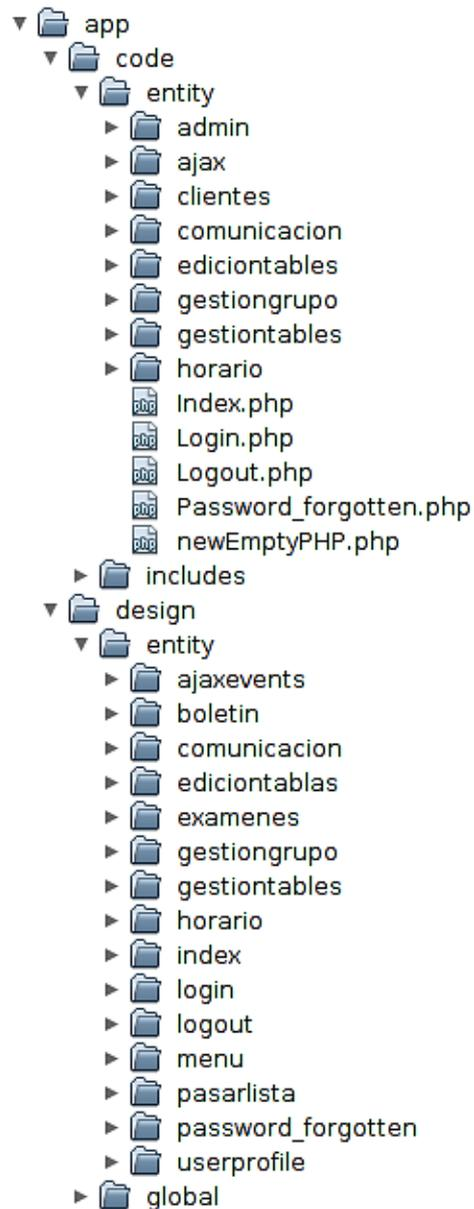 app
code
entity
admin
ajax
clientes
comunicacion
ediciontables
gestiongrupo
gestiontables
horario
Index.php
Login.php
Logout.php
Password_forgotten.php
newEmptyPHP.php
includes
design
entity
ajaxevents
boletin
comunicacion
ediciontablas
examenes
gestiongrupo
gestiontables
horario
index
login
logout
menu
pasarlista
password_forgotten
userprofile
global